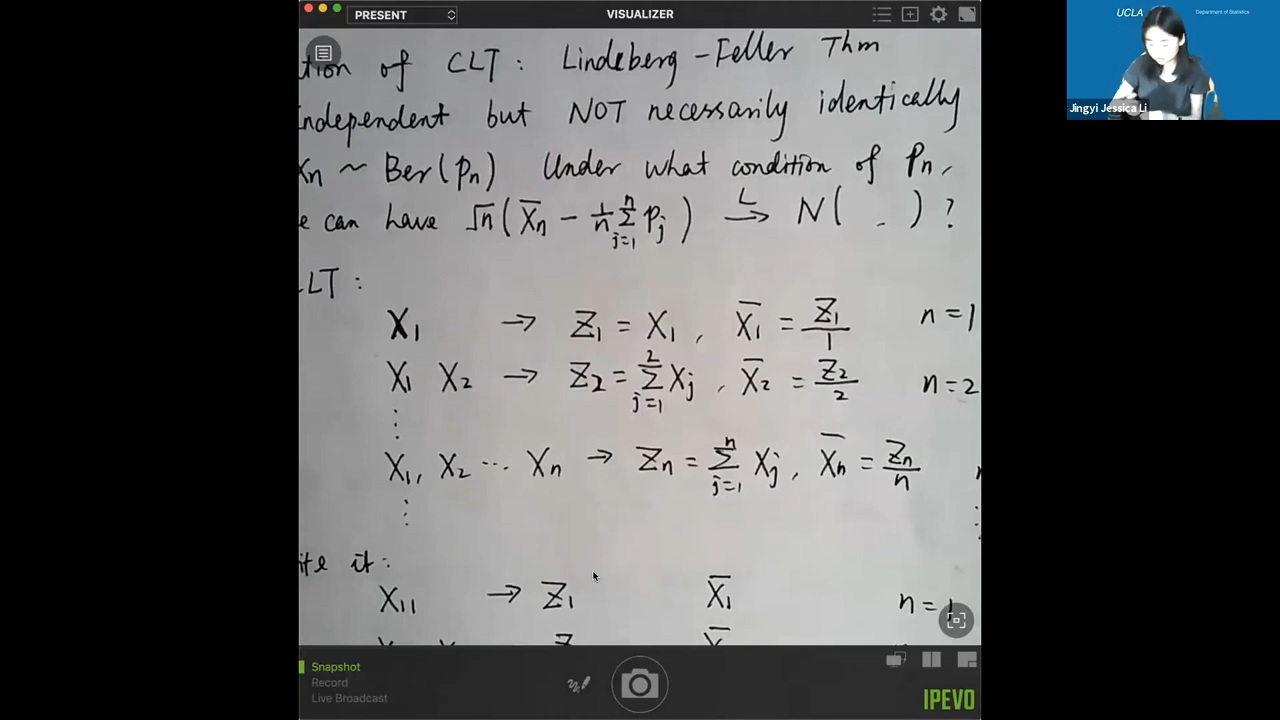 PRESENT
VISUALIZER
UCLA Department of Statistics
Jingyi Jessica Li
tion of CLT: Lindeberg-Feller Thm
independent but NOT necessarily identically
Xn ~ Ber(pn) Under what condition of pn,
e can have √n(X̄n − 1/n Σ_{j=1}^{n} pj) →^L N( , )?
LT:
X1 → Z1 = X1, X̄1 = Z1/1 n=1
X1 X2 → Z2 = Σ_{j=1}^{2} Xj, X̄2 = Z2/2 n=2
⋮
X1, X2 ⋯ Xn → Zn = Σ_{j=1}^{n} Xj, X̄n = Zn/n
⋮
ite it:
X11 → Z1 X̄1 n=1
Snapshot
Record
Live Broadcast
IPEVO